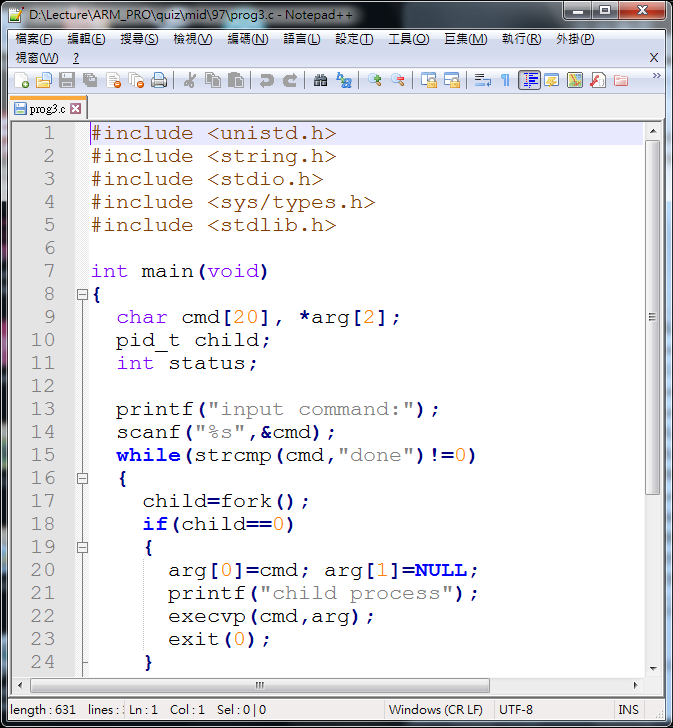 D:\Lecture\ARM_PRO\quiz\mid\97\prog3.c - Notepad++
檔案(F) 編輯(E) 搜尋(S) 檢視(V) 編碼(N) 語言(L) 設定(T) 工具(O) 巨集(M) 執行(R) 外掛(P)
視窗(W) ? X
prog3.c
1 #include <unistd.h>
2 #include <string.h>
3 #include <stdio.h>
4 #include <sys/types.h>
5 #include <stdlib.h>
6
7 int main(void)
8 {
9 char cmd[20], *arg[2];
10 pid_t child;
11 int status;
12
13 printf("input command:");
14 scanf("%s",&cmd);
15 while(strcmp(cmd,"done")!=0)
16 {
17 child=fork();
18 if(child==0)
19 {
20 arg[0]=cmd; arg[1]=NULL;
21 printf("child process");
22 execvp(cmd,arg);
23 exit(0);
24 }
length : 631 lines : Ln : 1 Col : 1 Sel : 0 | 0 Windows (CR LF) UTF-8 INS